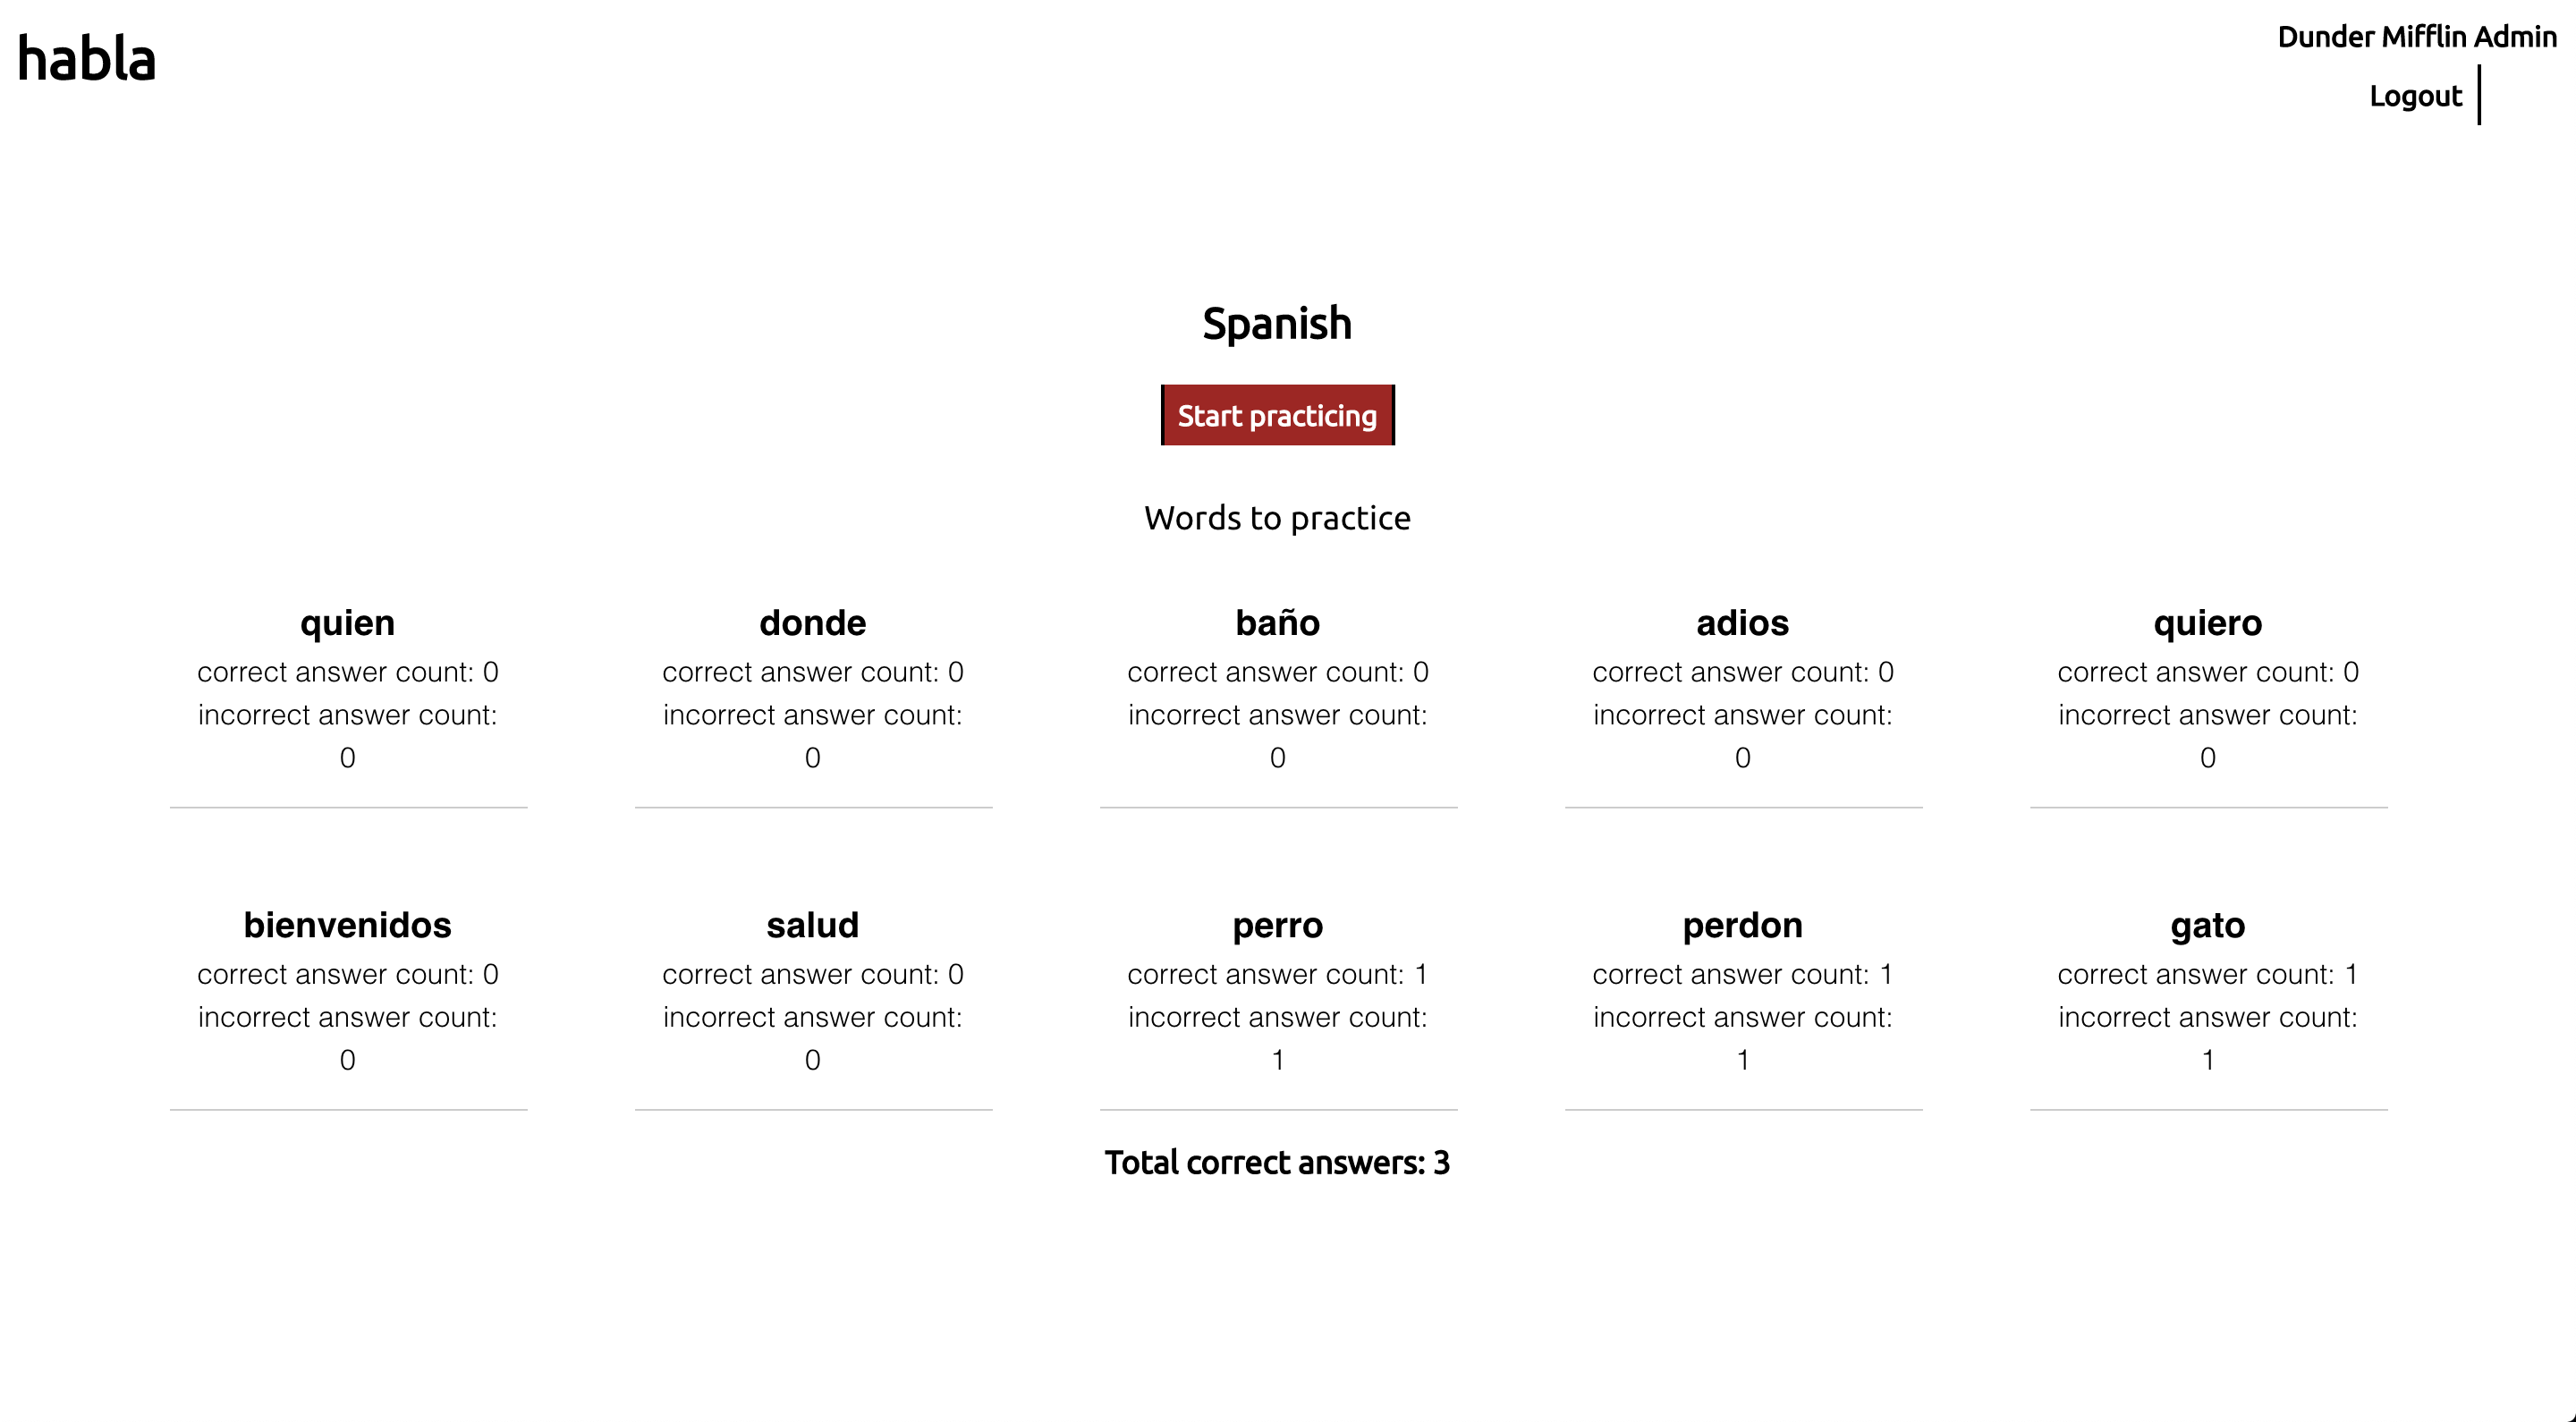 habla
Dunder Mifflin Admin
Logout
Spanish
Start practicing
Words to practice
quien
correct answer count: 0
incorrect answer count:
0
donde
correct answer count: 0
incorrect answer count:
0
baño
correct answer count: 0
incorrect answer count:
0
adios
correct answer count: 0
incorrect answer count:
0
quiero
correct answer count: 0
incorrect answer count:
0
bienvenidos
correct answer count: 0
incorrect answer count:
0
salud
correct answer count: 0
incorrect answer count:
0
perro
correct answer count: 1
incorrect answer count:
1
perdon
correct answer count: 1
incorrect answer count:
1
gato
correct answer count: 1
incorrect answer count:
1
Total correct answers: 3